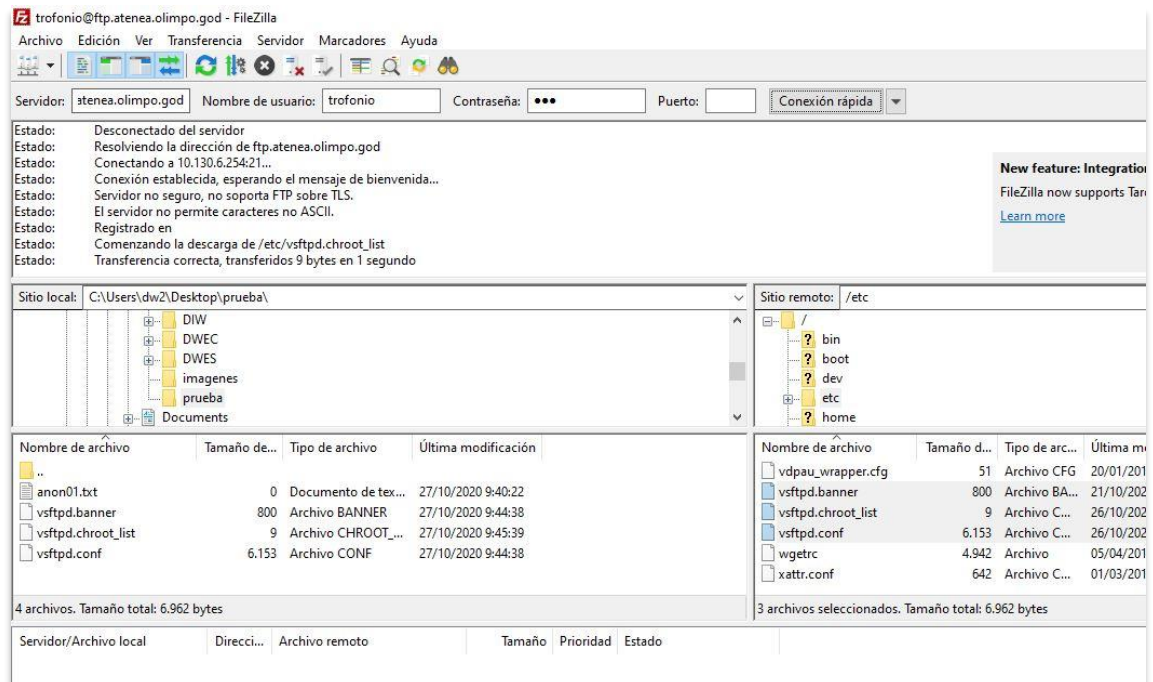 trofonio@ftp.atenea.olimpo.god - FileZilla
Archivo Edición Ver Transferencia Servidor Marcadores Ayuda
Servidor: atenea.olimpo.god Nombre de usuario: trofonio Contraseña: ●●● Puerto: Conexión rápida
Estado: Desconectado del servidor
Estado: Resolviendo la dirección de ftp.atenea.olimpo.god
Estado: Conectando a 10.130.6.254:21...
Estado: Conexión establecida, esperando el mensaje de bienvenida...
Estado: Servidor no seguro, no soporta FTP sobre TLS.
Estado: El servidor no permite caracteres no ASCII.
Estado: Registrado en
Estado: Comenzando la descarga de /etc/vsftpd.chroot_list
Estado: Transferencia correcta, transferidos 9 bytes en 1 segundo
New feature: Integratio
FileZilla now supports Tar
Learn more
Sitio local: C:\Users\dw2\Desktop\prueba\
DIW
DWEC
DWES
imagenes
prueba
Documents
Sitio remoto: /etc
/
? bin
? boot
? dev
etc
? home
Nombre de archivo Tamaño de... Tipo de archivo Última modificación
..
anon01.txt 0 Documento de tex... 27/10/2020 9:40:22
vsftpd.banner 800 Archivo BANNER 27/10/2020 9:44:38
vsftpd.chroot_list 9 Archivo CHROOT_... 27/10/2020 9:45:39
vsftpd.conf 6.153 Archivo CONF 27/10/2020 9:44:38
4 archivos. Tamaño total: 6.962 bytes
Nombre de archivo Tamaño d... Tipo de arc... Última m
vdpau_wrapper.cfg 51 Archivo CFG 20/01/201
vsftpd.banner 800 Archivo BA... 21/10/202
vsftpd.chroot_list 9 Archivo C... 26/10/202
vsftpd.conf 6.153 Archivo C... 26/10/202
wgetrc 4.942 Archivo 05/04/201
xattr.conf 642 Archivo C... 01/03/201
3 archivos seleccionados. Tamaño total: 6.962 bytes
Servidor/Archivo local Direcci... Archivo remoto Tamaño Prioridad Estado